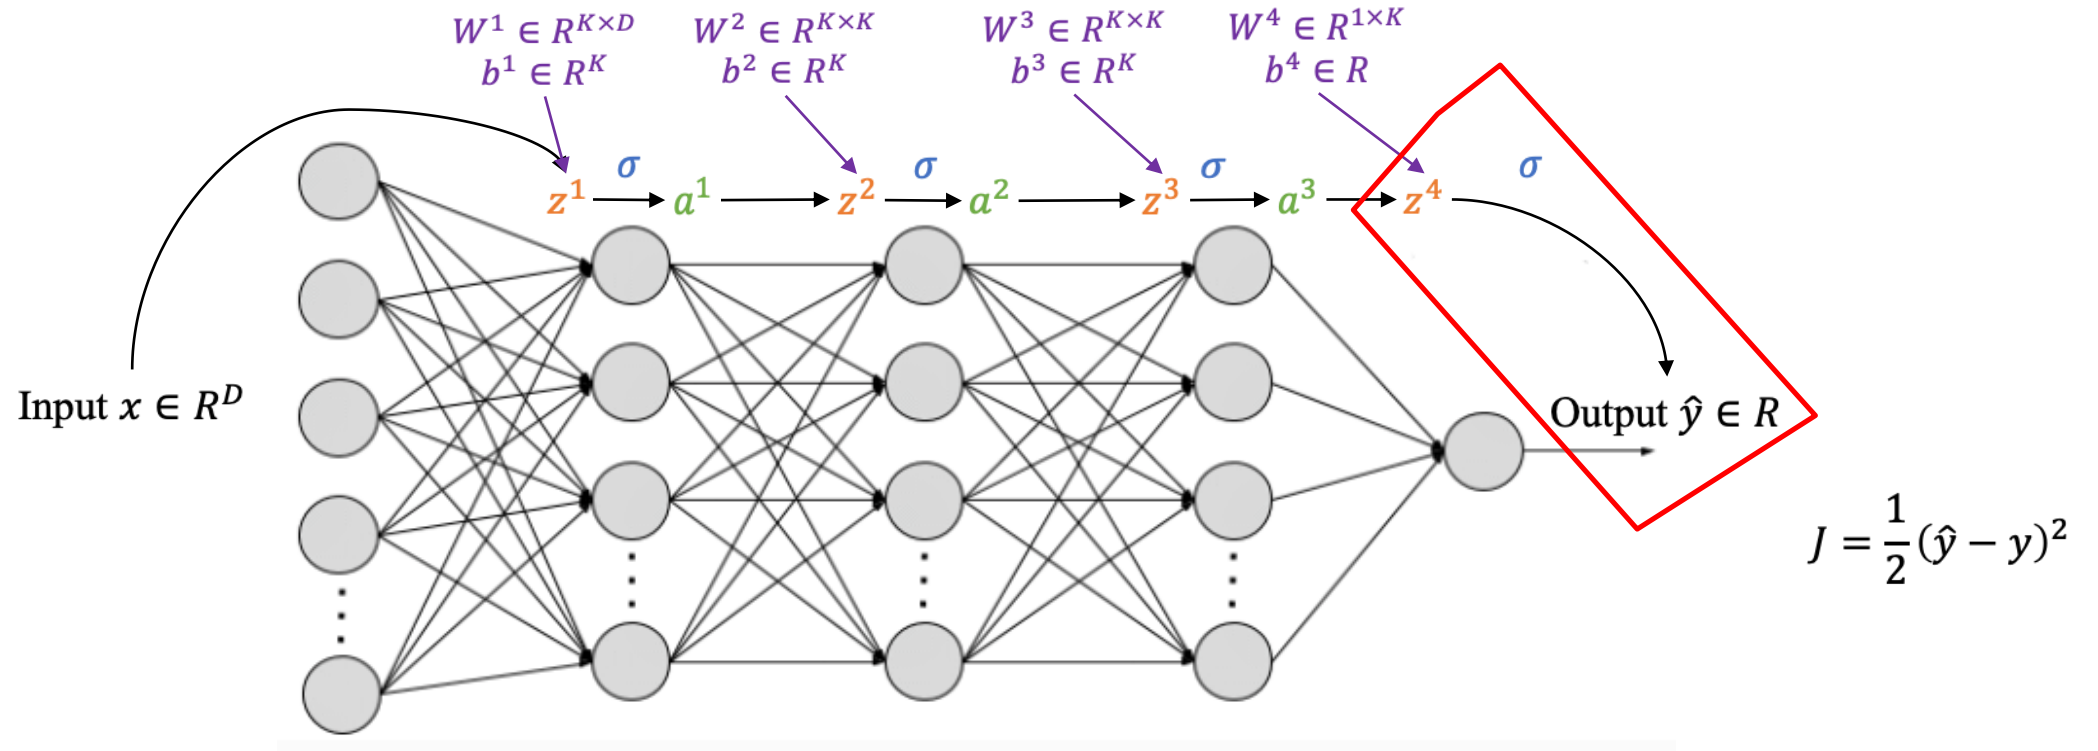 W¹ ∈ R^{K×D}
b¹ ∈ R^K
W² ∈ R^{K×K}
b² ∈ R^K
W³ ∈ R^{K×K}
b³ ∈ R^K
W⁴ ∈ R^{1×K}
b⁴ ∈ R
σ σ σ σ
z¹ a¹ z² a² z³ a³ z⁴
Input x ∈ R^D
Output ŷ ∈ R
J = 1/2 (ŷ − y)²